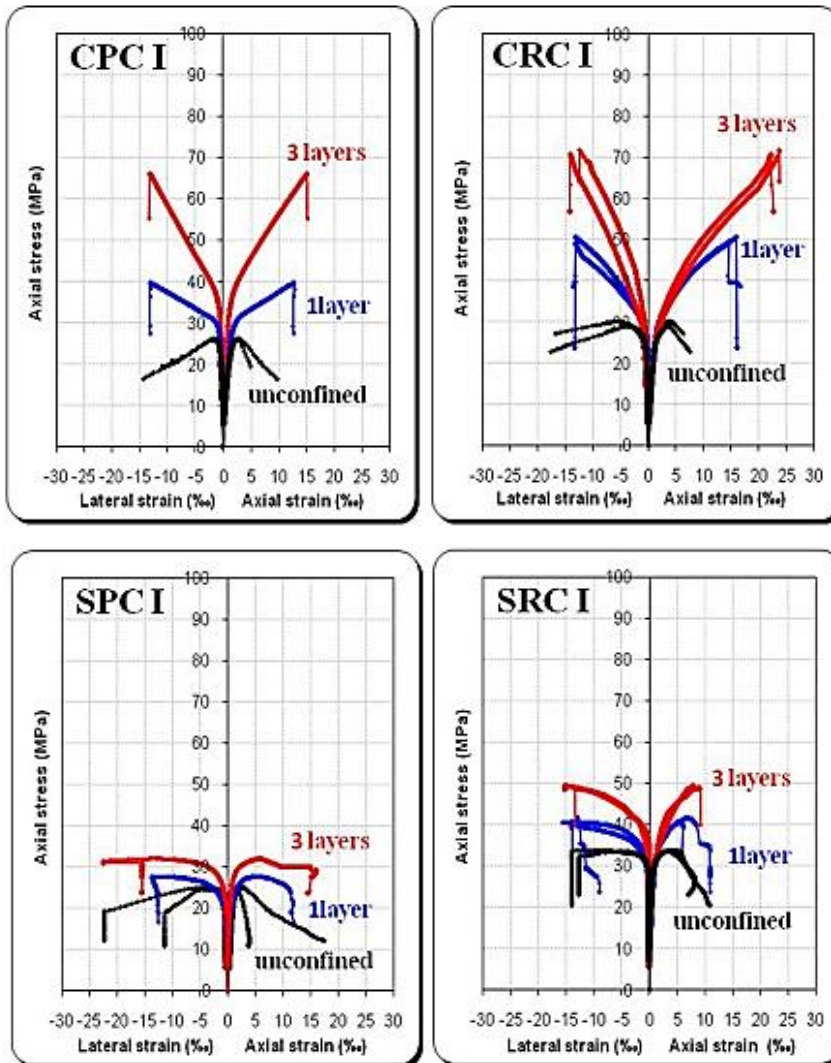 CPC I
100
90
80
3 layers
70
60
50
40
1layer
30
20
unconfined
10
0
-30 -25 -20 -15 -10 -5 0 5 10 15 20 25 30
Lateral strain (‰) Axial strain (‰)
Axial stress (MPa)
CRC I
100
90
80
3 layers
70
60
50
1layer
40
30
20
unconfined
10
0
-30 -25 -20 -15 -10 -5 0 5 10 15 20 25 30
Lateral strain (‰) Axial strain (‰)
Axial stress (MPa)
SPC I
100
90
80
70
60
50
40
3 layers
30
20
1layer
10
unconfined
0
-30 -25 -20 -15 -10 -5 0 5 10 15 20 25 30
Lateral strain (‰) Axial strain (‰)
Axial stress (MPa)
SRC I
100
90
80
70
60
50
3 layers
40
1layer
30
20
unconfined
10
0
-30 -25 -20 -15 -10 -5 0 5 10 15 20 25 30
Lateral strain (‰) Axial strain (‰)
Axial stress (MPa)